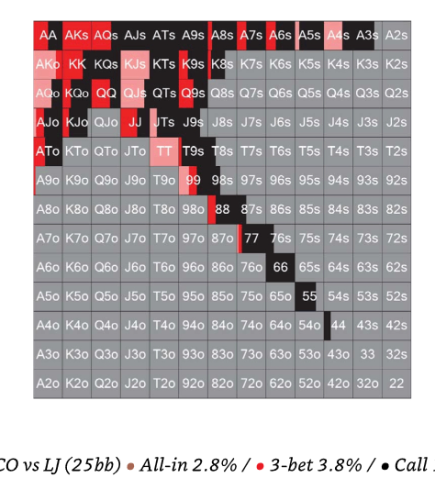 AA AKs AQs AJs ATs A9s A8s A7s A6s A5s A4s A3s A2s
AKo KK KQs KJs KTs K9s K8s K7s K6s K5s K4s K3s K2s
AQo KQo QQ QJs QTs Q9s Q8s Q7s Q6s Q5s Q4s Q3s Q2s
AJo KJo QJo JJ JTs J9s J8s J7s J6s J5s J4s J3s J2s
ATo KTo QTo JTo TT T9s T8s T7s T6s T5s T4s T3s T2s
A9o K9o Q9o J9o T9o 99 98s 97s 96s 95s 94s 93s 92s
A8o K8o Q8o J8o T8o 98o 88 87s 86s 85s 84s 83s 82s
A7o K7o Q7o J7o T7o 97o 87o 77 76s 75s 74s 73s 72s
A6o K6o Q6o J6o T6o 96o 86o 76o 66 65s 64s 63s 62s
A5o K5o Q5o J5o T5o 95o 85o 75o 65o 55 54s 53s 52s
A4o K4o Q4o J4o T4o 94o 84o 74o 64o 54o 44 43s 42s
A3o K3o Q3o J3o T3o 93o 83o 73o 63o 53o 43o 33 32s
A2o K2o Q2o J2o T2o 92o 82o 72o 62o 52o 42o 32o 22
CO vs LJ (25bb) • All-in 2.8% / • 3-bet 3.8% / • Call